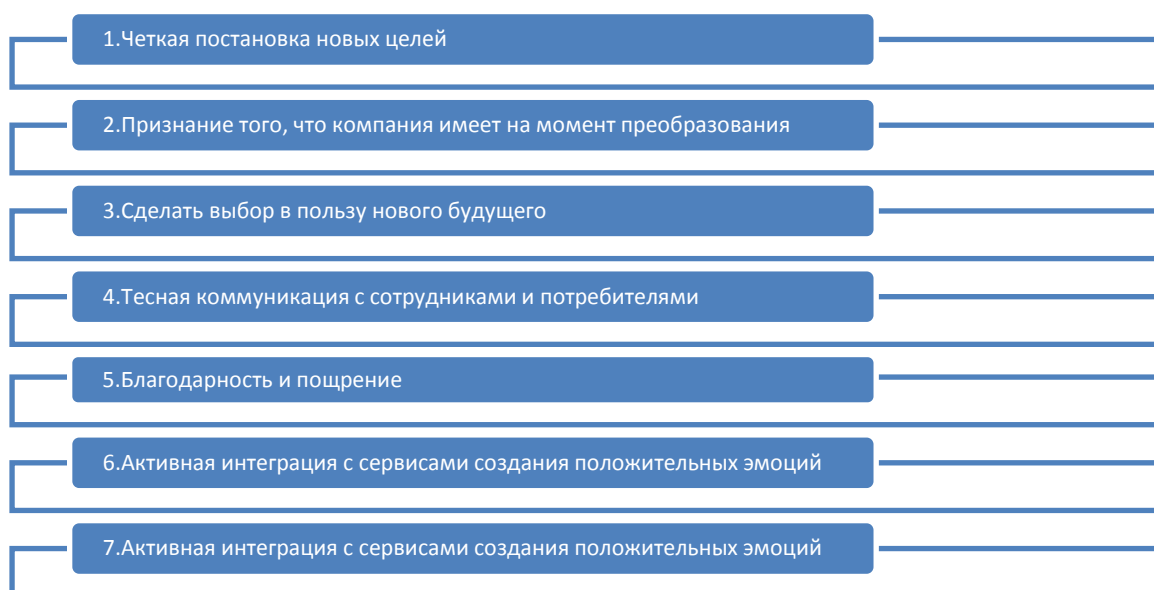 1.Четкая постановка новых целей
2.Признание того, что компания имеет на момент преобразования
3.Сделать выбор в пользу нового будущего
4.Тесная коммуникация с сотрудниками и потребителями
5.Благодарность и пощрение
6.Активная интеграция с сервисами создания положительных эмоций
7.Активная интеграция с сервисами создания положительных эмоций